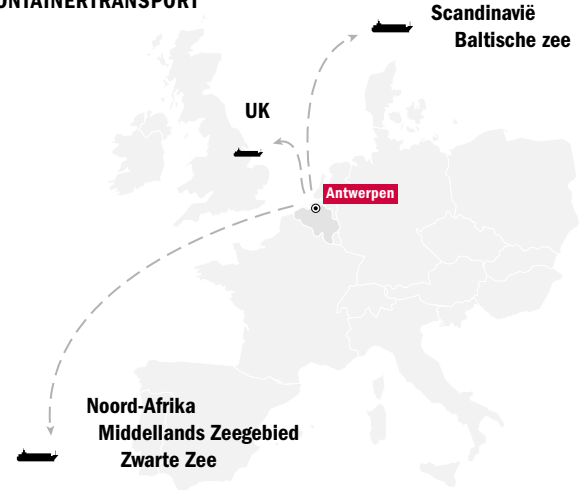 Scandinavië
Baltische zee
UK
Antwerpen
Noord-Afrika
Middellands Zeegebied
Zwarte Zee